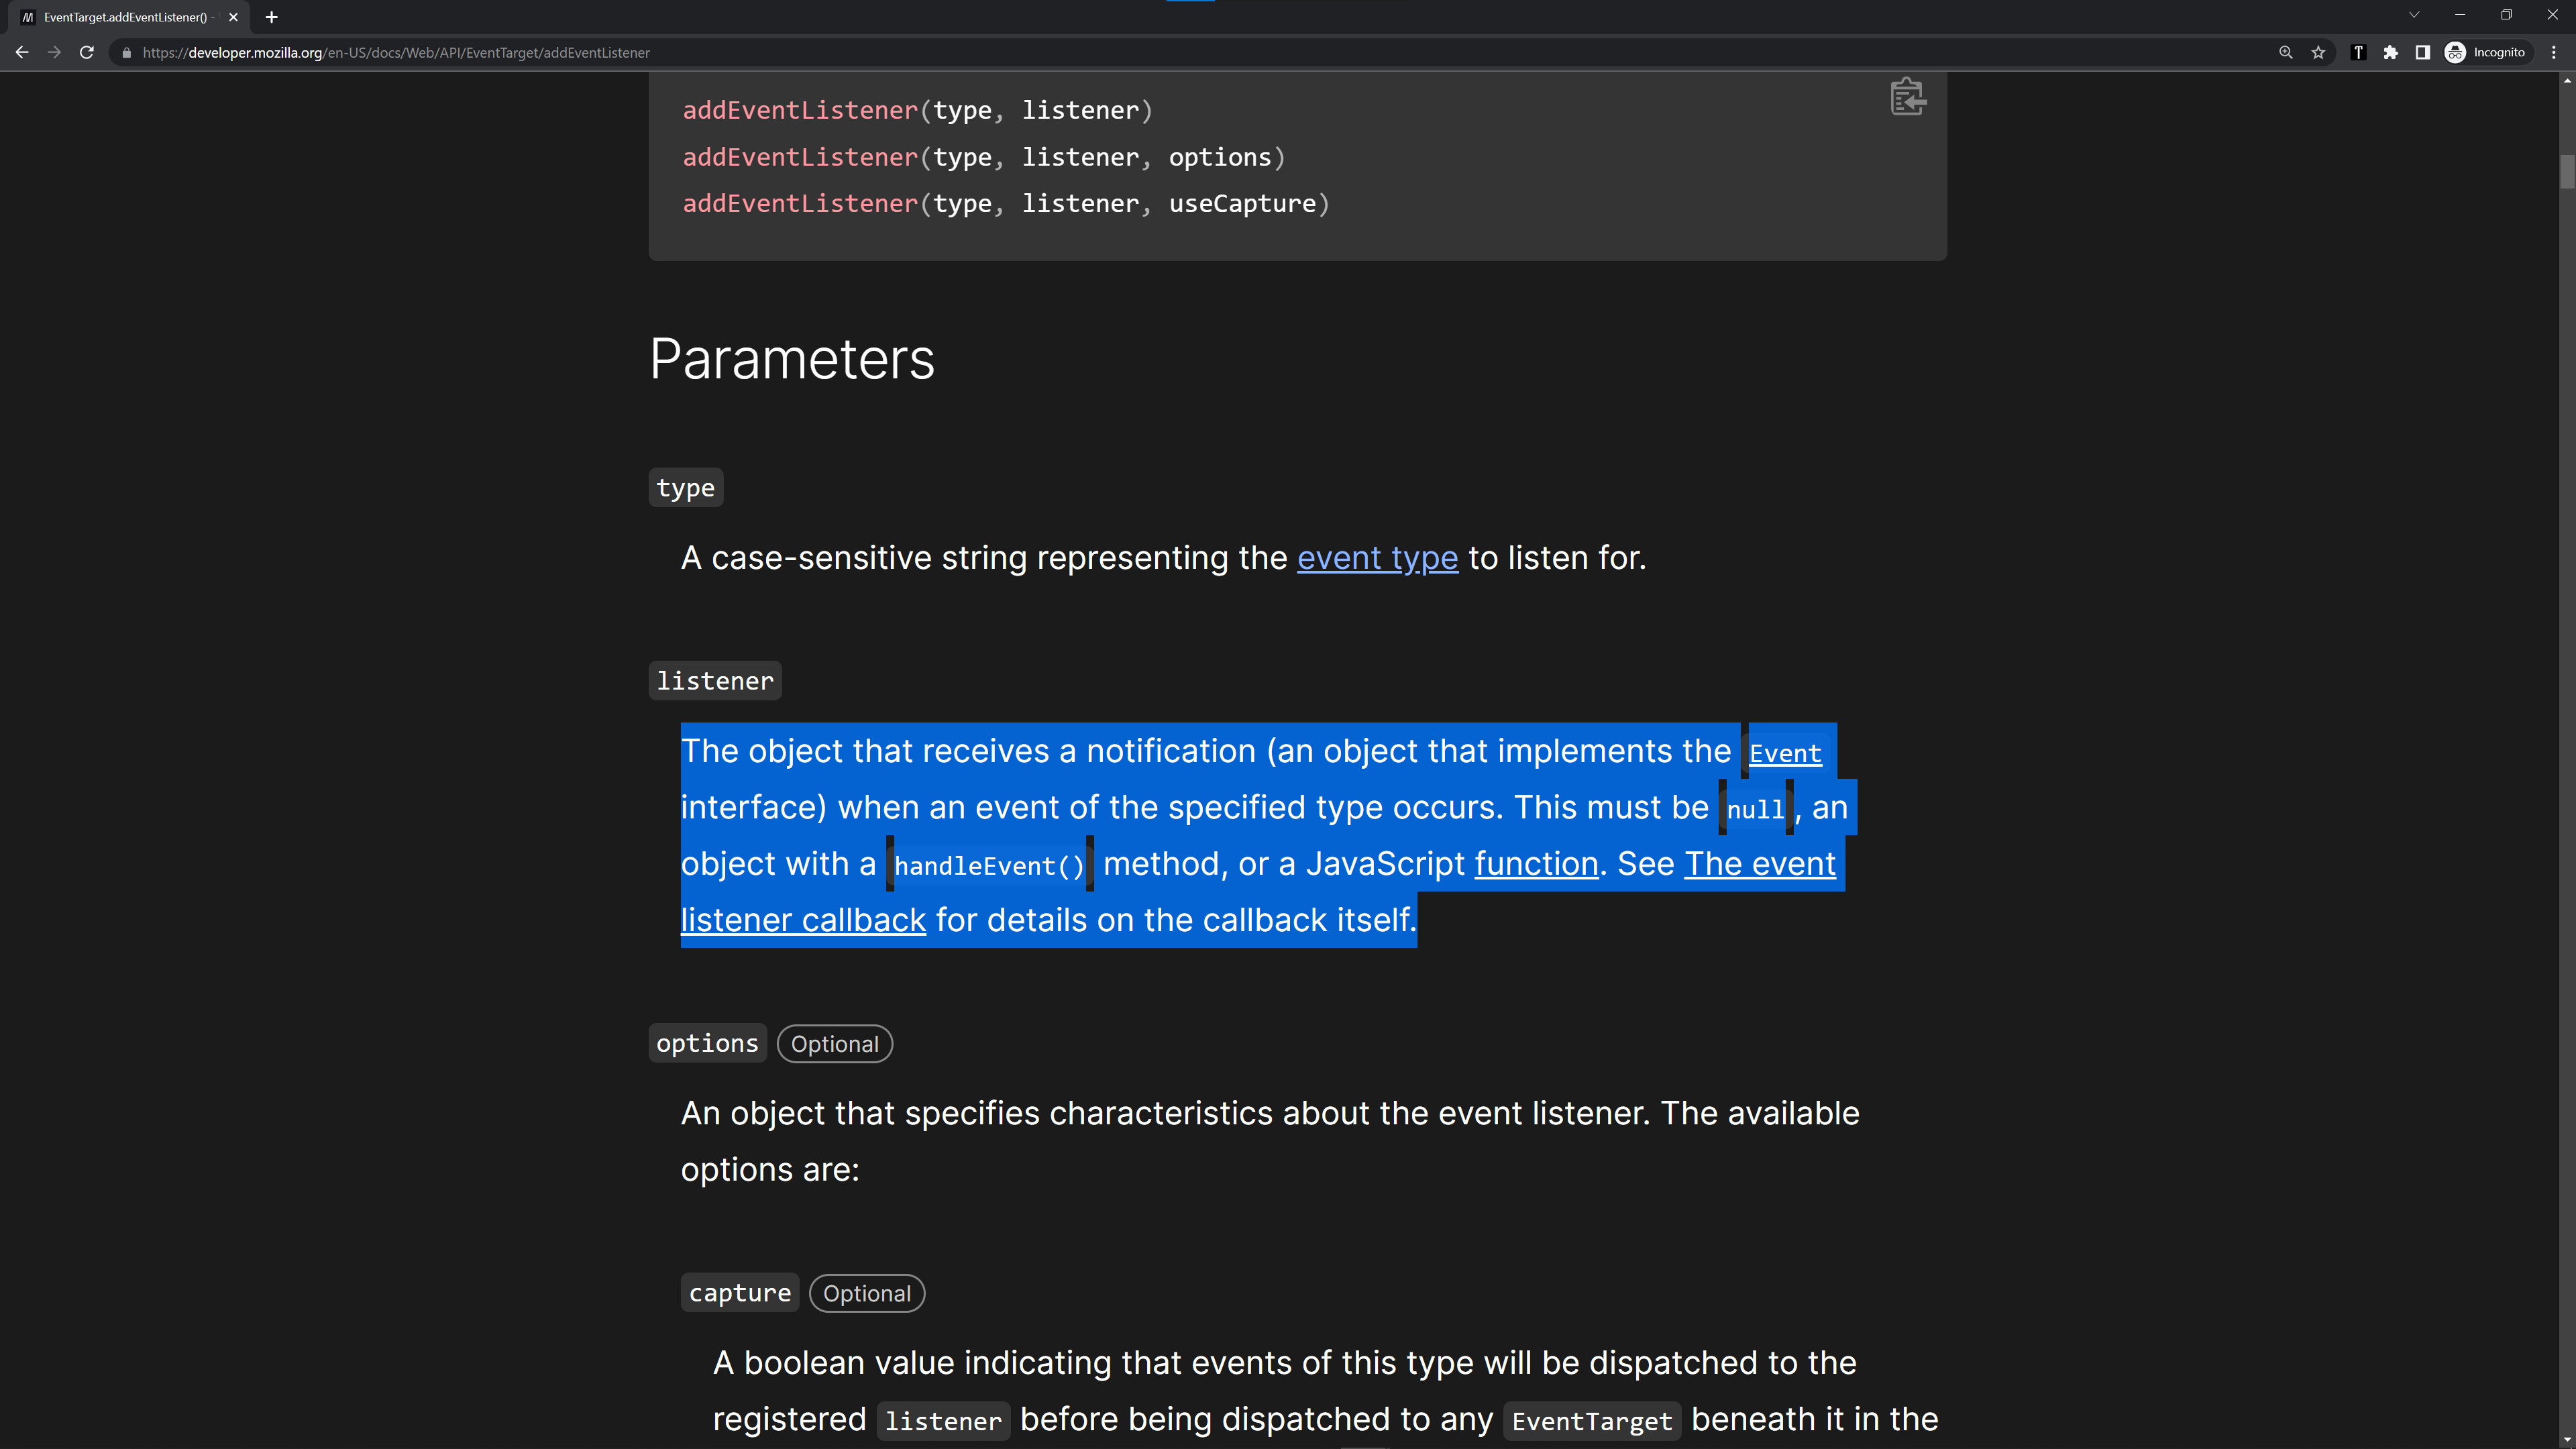 EventTarget.addEventListener() -
https://developer.mozilla.org/en-US/docs/Web/API/EventTarget/addEventListener
Incognito
addEventListener(type, listener)
addEventListener(type, listener, options)
addEventListener(type, listener, useCapture)
Parameters
type
A case-sensitive string representing the event type to listen for.
listener
The object that receives a notification (an object that implements the Event
interface) when an event of the specified type occurs. This must be null, an
object with a handleEvent() method, or a JavaScript function. See The event
listener callback for details on the callback itself.
options Optional
An object that specifies characteristics about the event listener. The available
options are:
capture Optional
A boolean value indicating that events of this type will be dispatched to the
registered listener before being dispatched to any EventTarget beneath it in the